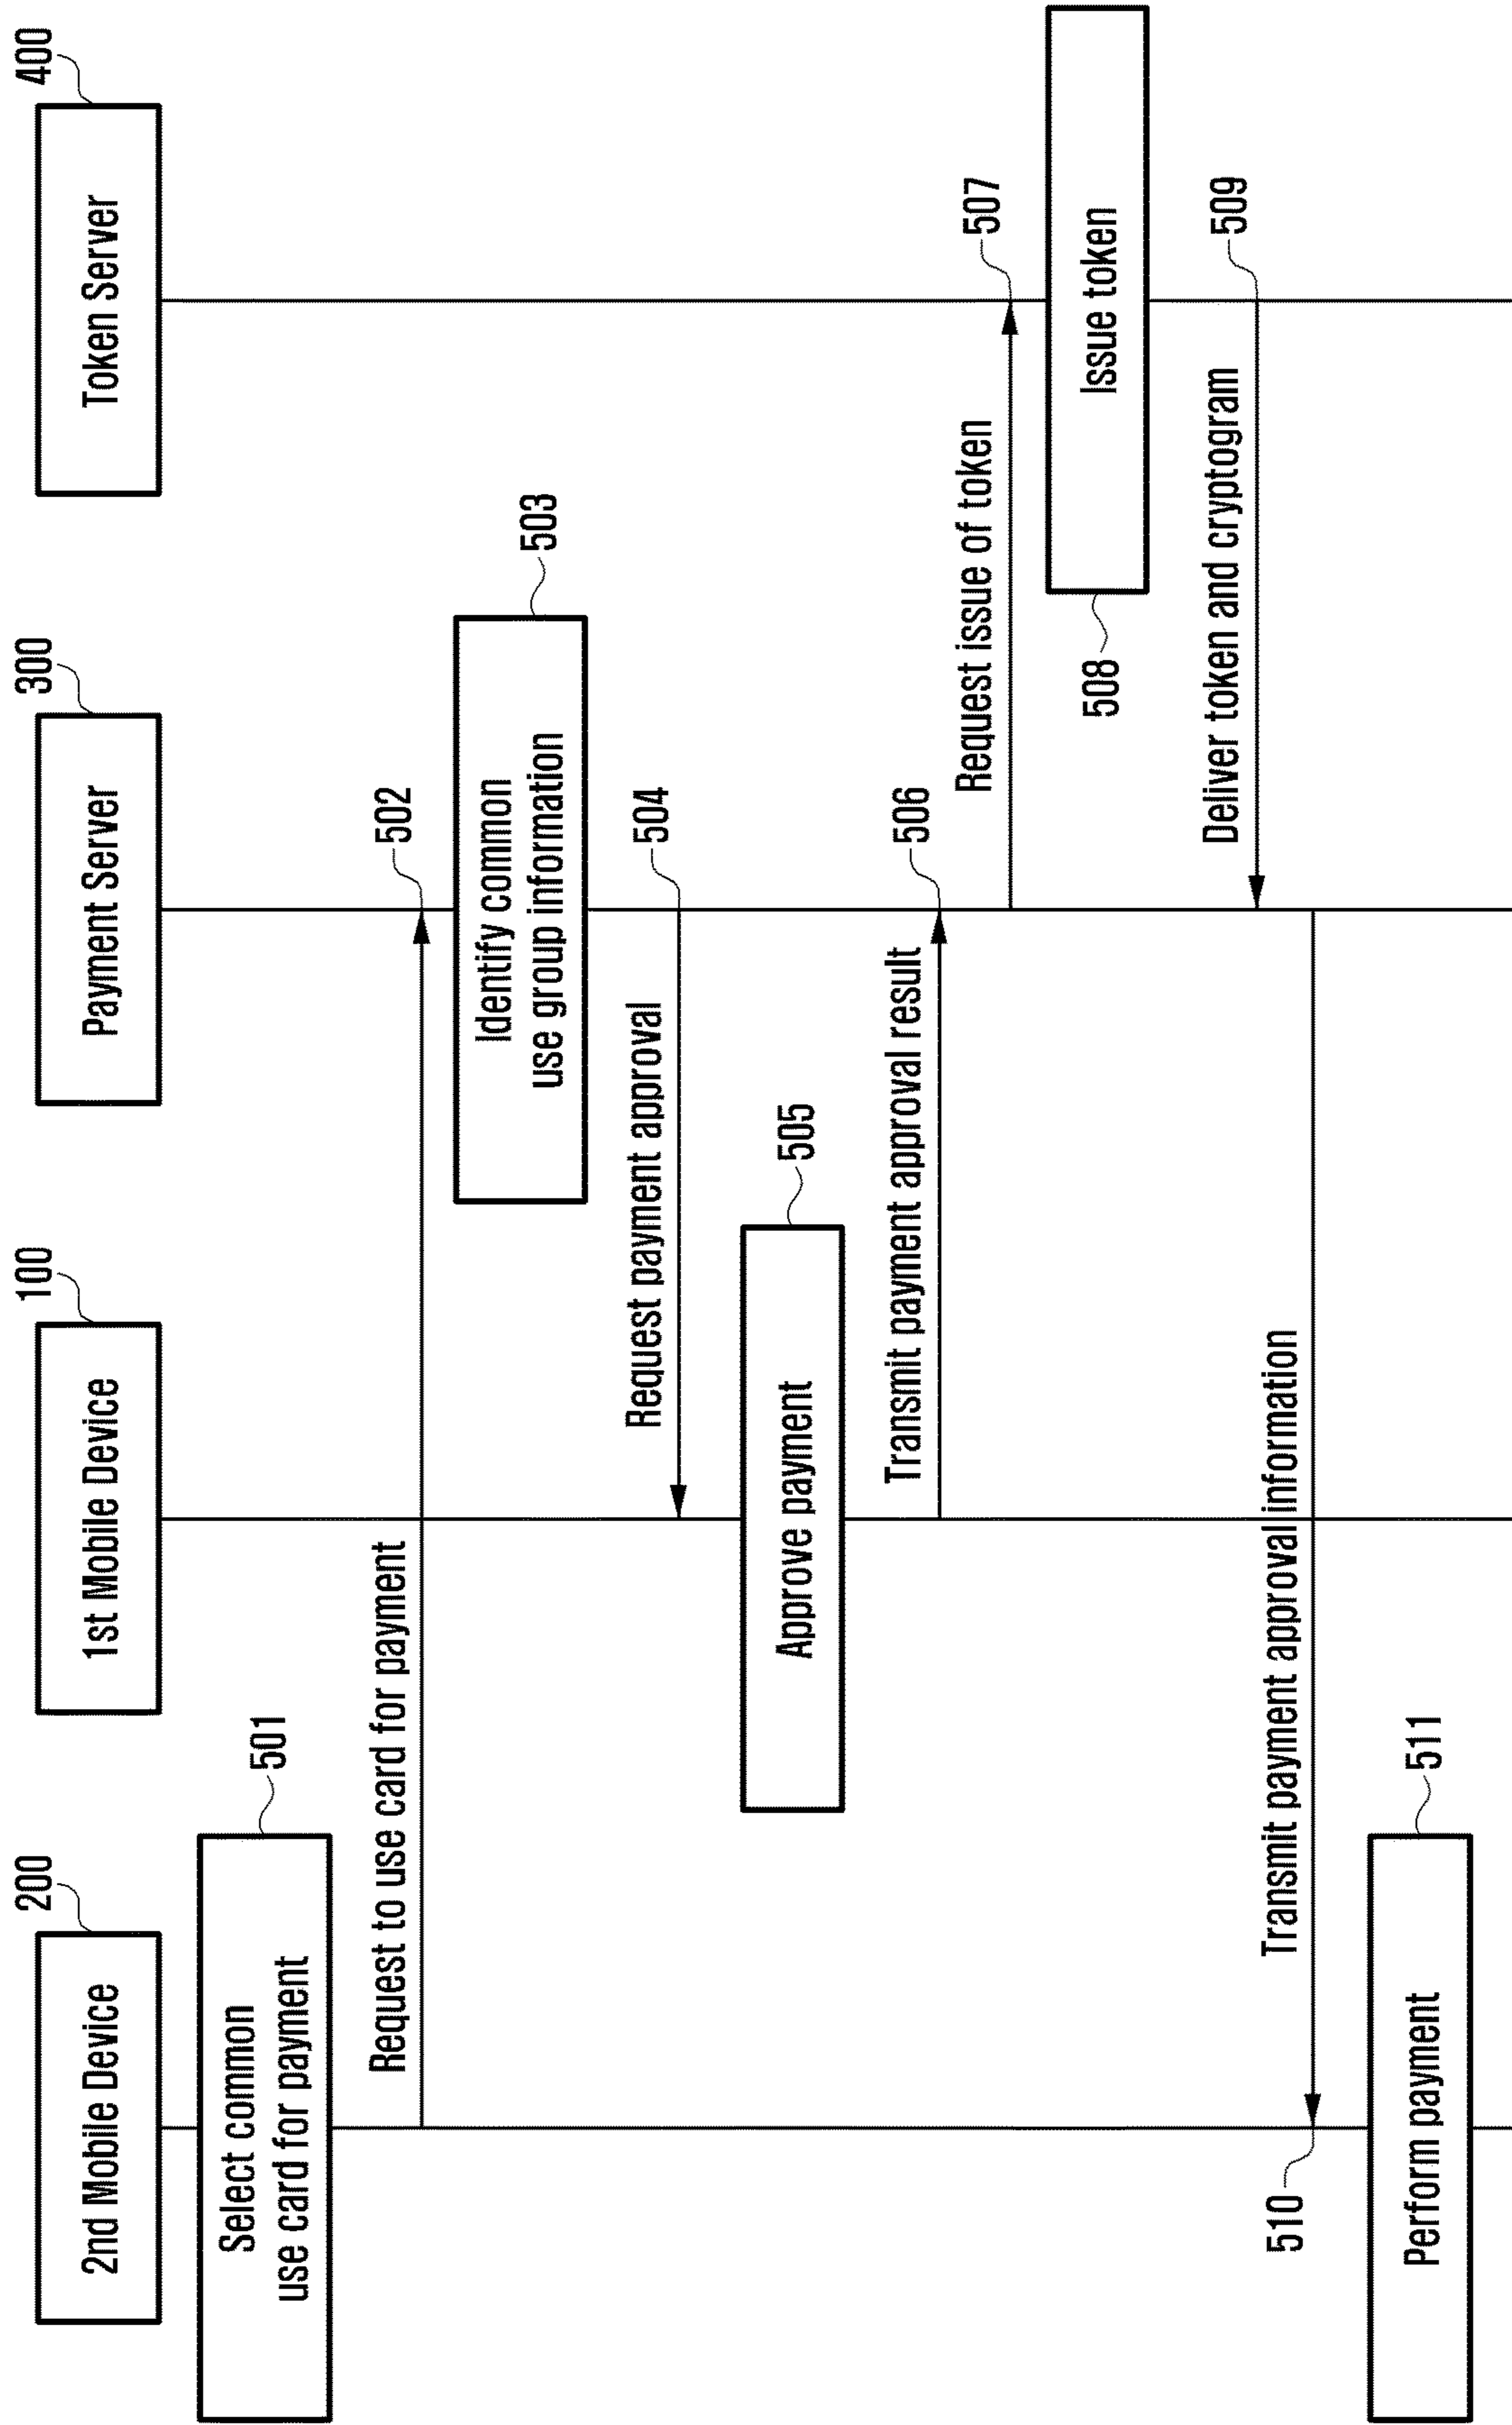 200
100
300
400
2nd Mobile Device
1st Mobile Device
Payment Server
Token Server
501
Select common
use card for payment
502
Request to use card for payment
503
Identify common
use group information
504
Request payment approval
505
Approve payment
506
Transmit payment approval result
507
Request issue of token
508
Issue token
509
Deliver token and cryptogram
510
Transmit payment approval information
511
Perform payment